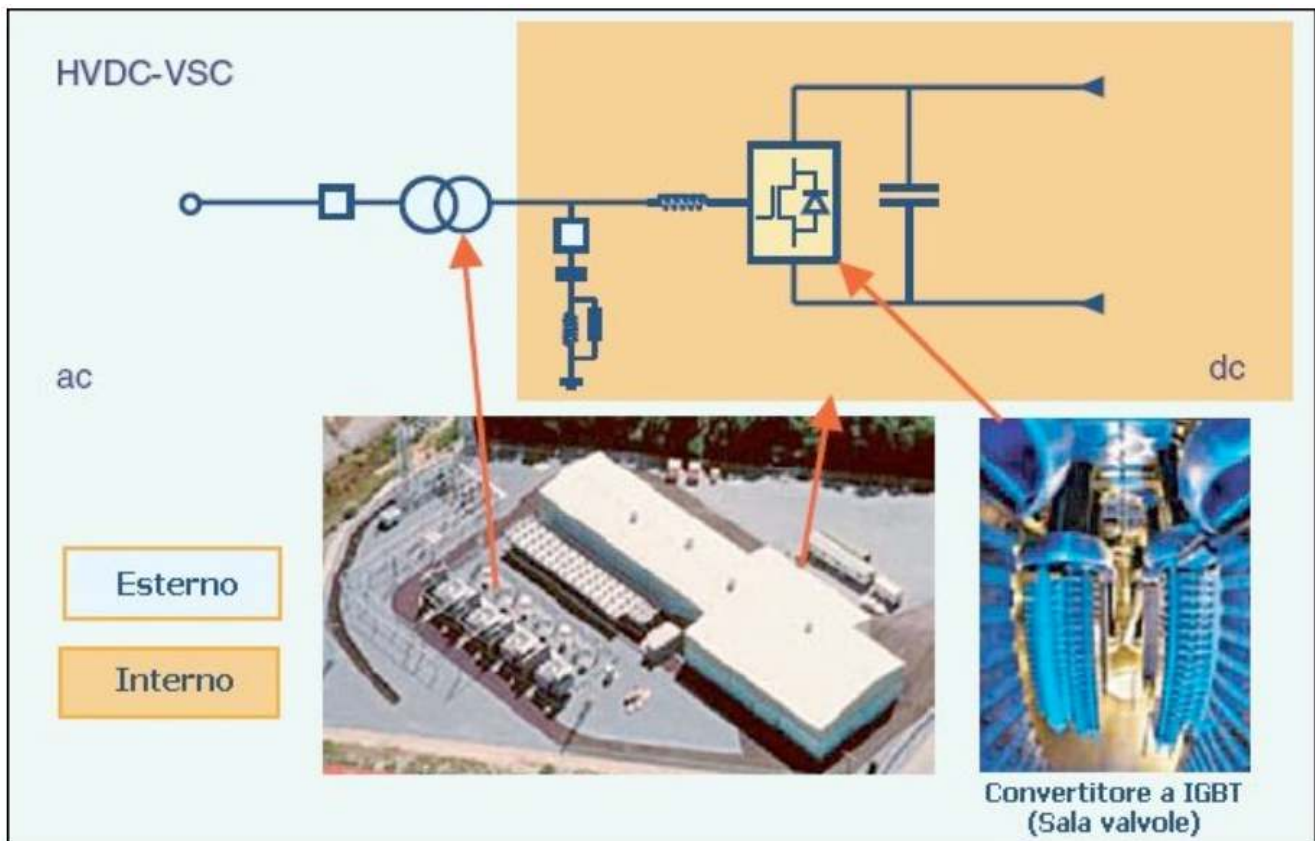 HVDC-VSC
ac
dc
Esterno
Interno
Convertitore a IGBT
(Sala valvole)